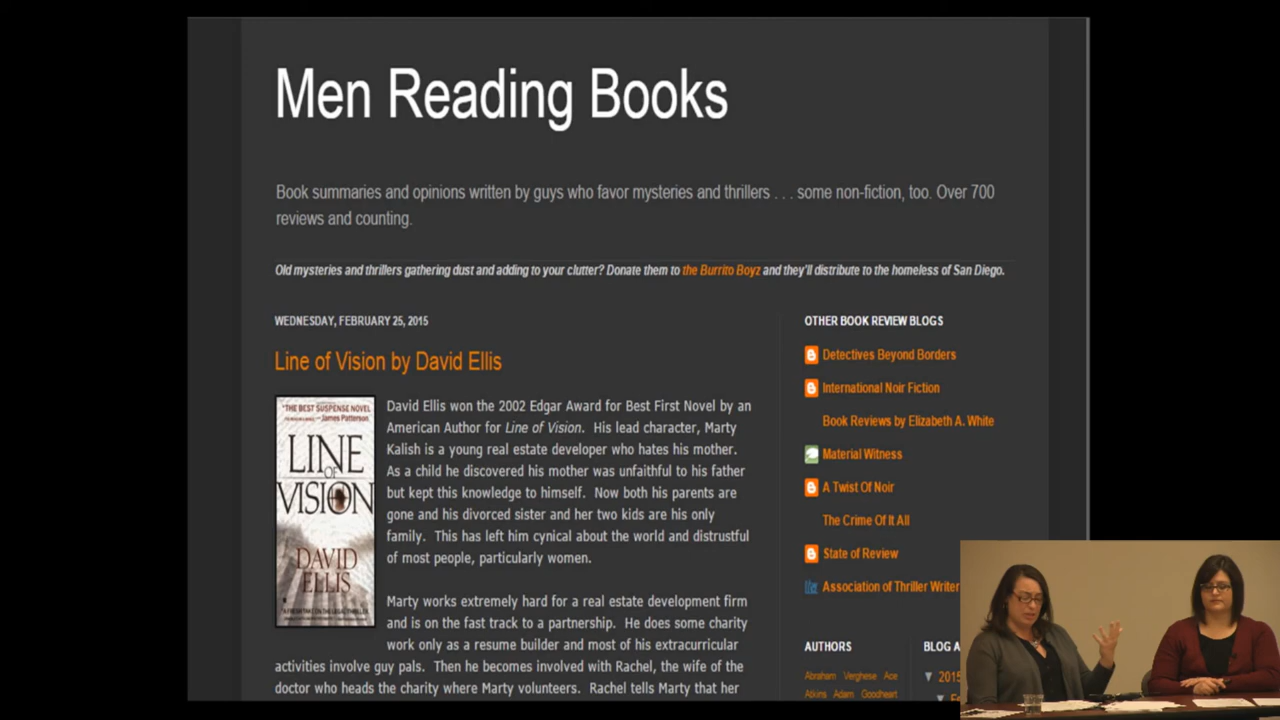 Men Reading Books
Book summaries and opinions written by guys who favor mysteries and thrillers . . . some non-fiction, too. Over 700
reviews and counting.
Old mysteries and thrillers gathering dust and adding to your clutter? Donate them to the Burrito Boyz and they'll distribute to the homeless of San Diego.
WEDNESDAY, FEBRUARY 25, 2015
Line of Vision by David Ellis
"THE BEST SUSPENSE NOVEL
James Patterson
LINE
OF
VISION
DAVID
ELLIS
A FRESH TAKE ON THE LEGAL THRILLER
David Ellis won the 2002 Edgar Award for Best First Novel by an
American Author for Line of Vision. His lead character, Marty
Kalish is a young real estate developer who hates his mother.
As a child he discovered his mother was unfaithful to his father
but kept this knowledge to himself. Now both his parents are
gone and his divorced sister and her two kids are his only
family. This has left him cynical about the world and distrustful
of most people, particularly women.
Marty works extremely hard for a real estate development firm
and is on the fast track to a partnership. He does some charity
work only as a resume builder and most of his extracurricular
activities involve guy pals. Then he becomes involved with Rachel, the wife of the
doctor who heads the charity where Marty volunteers. Rachel tells Marty that her
OTHER BOOK REVIEW BLOGS
Detectives Beyond Borders
International Noir Fiction
Book Reviews by Elizabeth A. White
Material Witness
A Twist Of Noir
The Crime Of It All
State of Review
Association of Thriller Writer
AUTHORS
Abraham Verghese Ace
Atkins Adam Goodheart
BLOG A
▼ 2015
▼ Fe